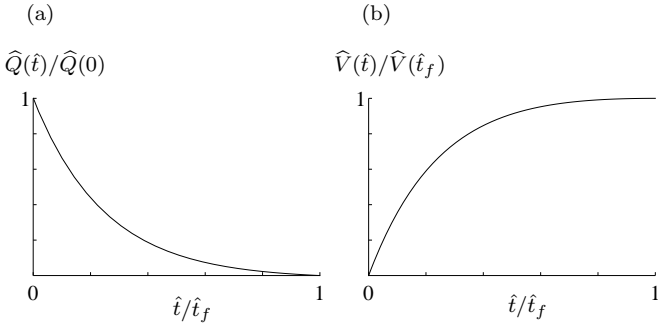 (a) (b)
Q̂(t̂)/Q̂(0) V̂(t̂)/V̂(t̂_f)
1 1
0 1 0 1
t̂/t̂_f t̂/t̂_f